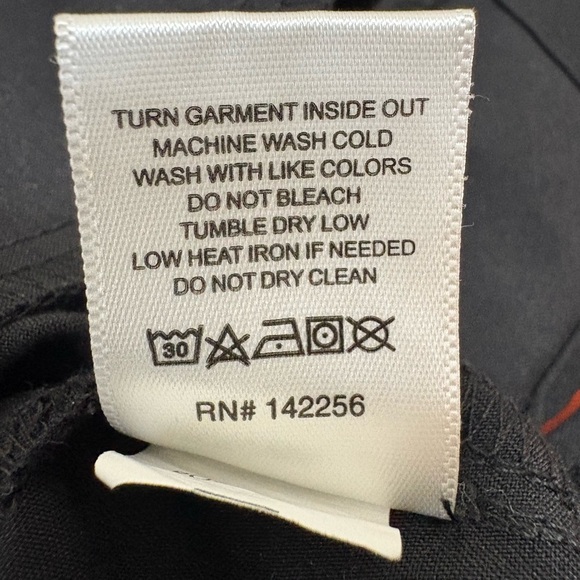 TURN GARMENT INSIDE OUT
MACHINE WASH COLD
WASH WITH LIKE COLORS
DO NOT BLEACH
TUMBLE DRY LOW
LOW HEAT IRON IF NEEDED
DO NOT DRY CLEAN
30
RN# 142256